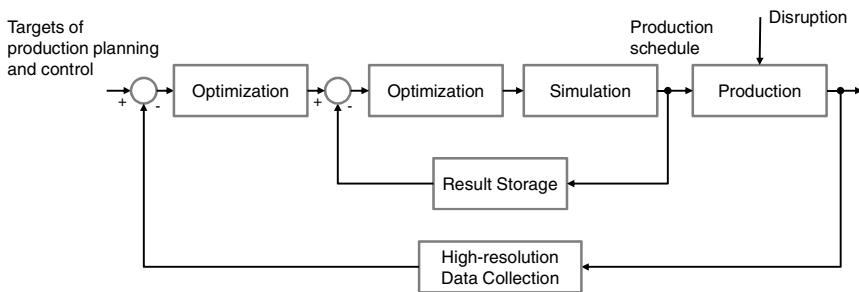 Targets of
production planning
and control
Production
schedule
Disruption
+
-
Optimization
+
-
Optimization
Simulation
Production
Result Storage
High-resolution
Data Collection